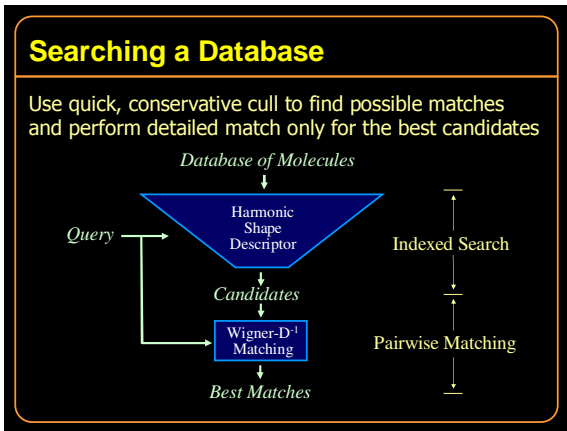 Searching a Database
Use quick, conservative cull to find possible matches
and perform detailed match only for the best candidates
Database of Molecules
Harmonic
Shape
Descriptor
Query
Indexed Search
Candidates
Wigner-D⁻¹
Matching
Pairwise Matching
Best Matches